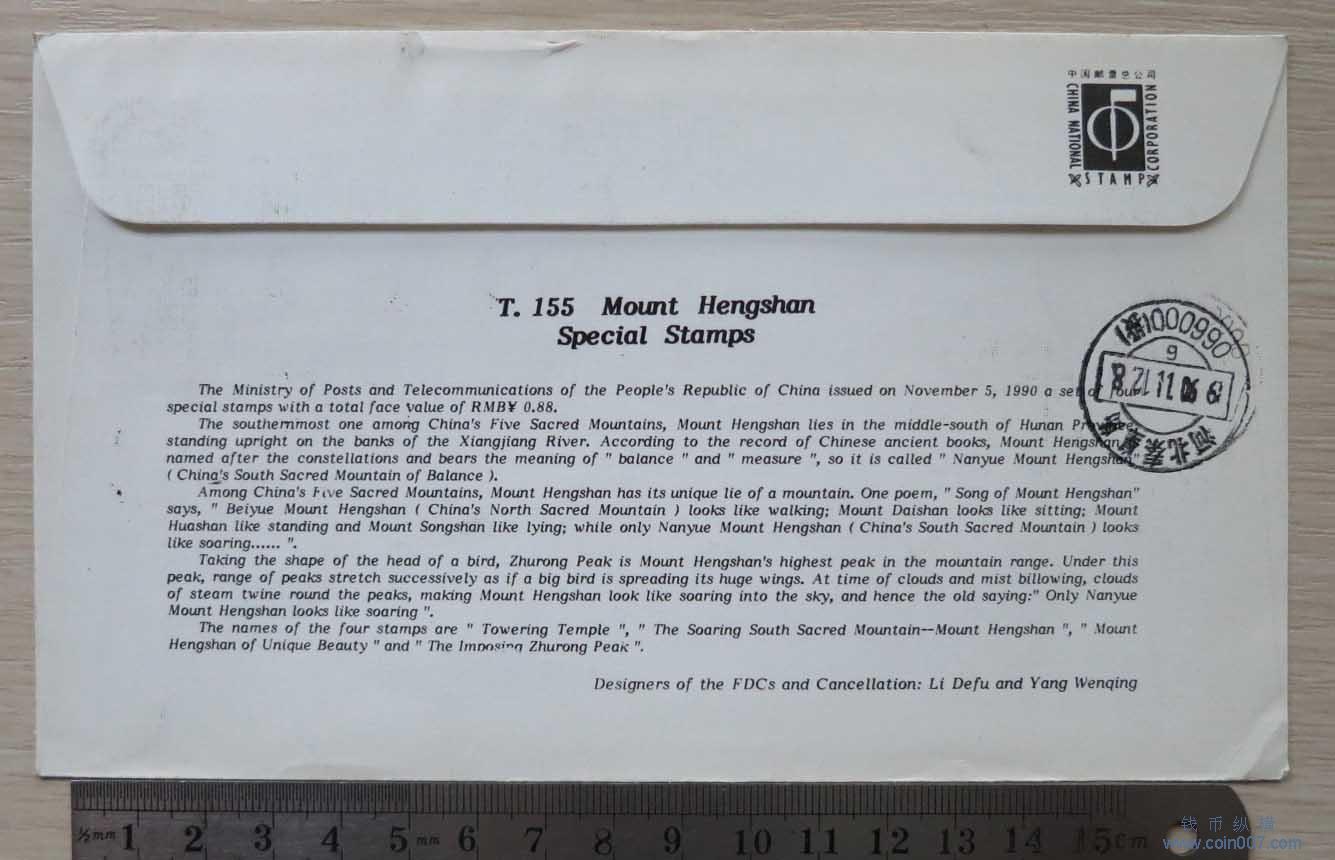 中国邮票总公司
CHINA NATIONAL
STAMP
CORPORATION
T. 155 Mount Hengshan
Special Stamps
The Ministry of Posts and Telecommunications of the People's Republic of China issued on November 5, 1990 a set of four
special stamps with a total face value of RMB¥ 0.88.
The southernmost one among China's Five Sacred Mountains, Mount Hengshan lies in the middle-south of Hunan Province,
standing upright on the banks of the Xiangjiang River. According to the record of Chinese ancient books, Mount Hengshan
named after the constellations and bears the meaning of " balance " and " measure ", so it is called " Nanyue Mount Hengshan"
( China's South Sacred Mountain of Balance ).
Among China's Five Sacred Mountains, Mount Hengshan has its unique lie of a mountain. One poem, " Song of Mount Hengshan"
says, " Beiyue Mount Hengshan ( China's North Sacred Mountain ) looks like walking; Mount Daishan looks like sitting; Mount
Huashan like standing and Mount Songshan like lying; while only Nanyue Mount Hengshan ( China's South Sacred Mountain ) looks
like soaring...... ".
Taking the shape of the head of a bird, Zhurong Peak is Mount Hengshan's highest peak in the mountain range. Under this
peak, range of peaks stretch successively as if a big bird is spreading its huge wings. At time of clouds and mist billowing, clouds
of steam twine round the peaks, making Mount Hengshan look like soaring into the sky, and hence the old saying:" Only Nanyue
Mount Hengshan looks like soaring ".
The names of the four stamps are " Towering Temple ", " The Soaring South Sacred Mountain--Mount Hengshan ", " Mount
Hengshan of Unique Beauty " and " The Imposing Zhurong Peak ".
Designers of the FDCs and Cancellation: Li Defu and Yang Wenqing
066000
6
河北秦
½ mm 1 2 3 4 5 mm 6 7 8 9 10 11 12 13 14 15 cm
钱币纵横
www.coin007.com